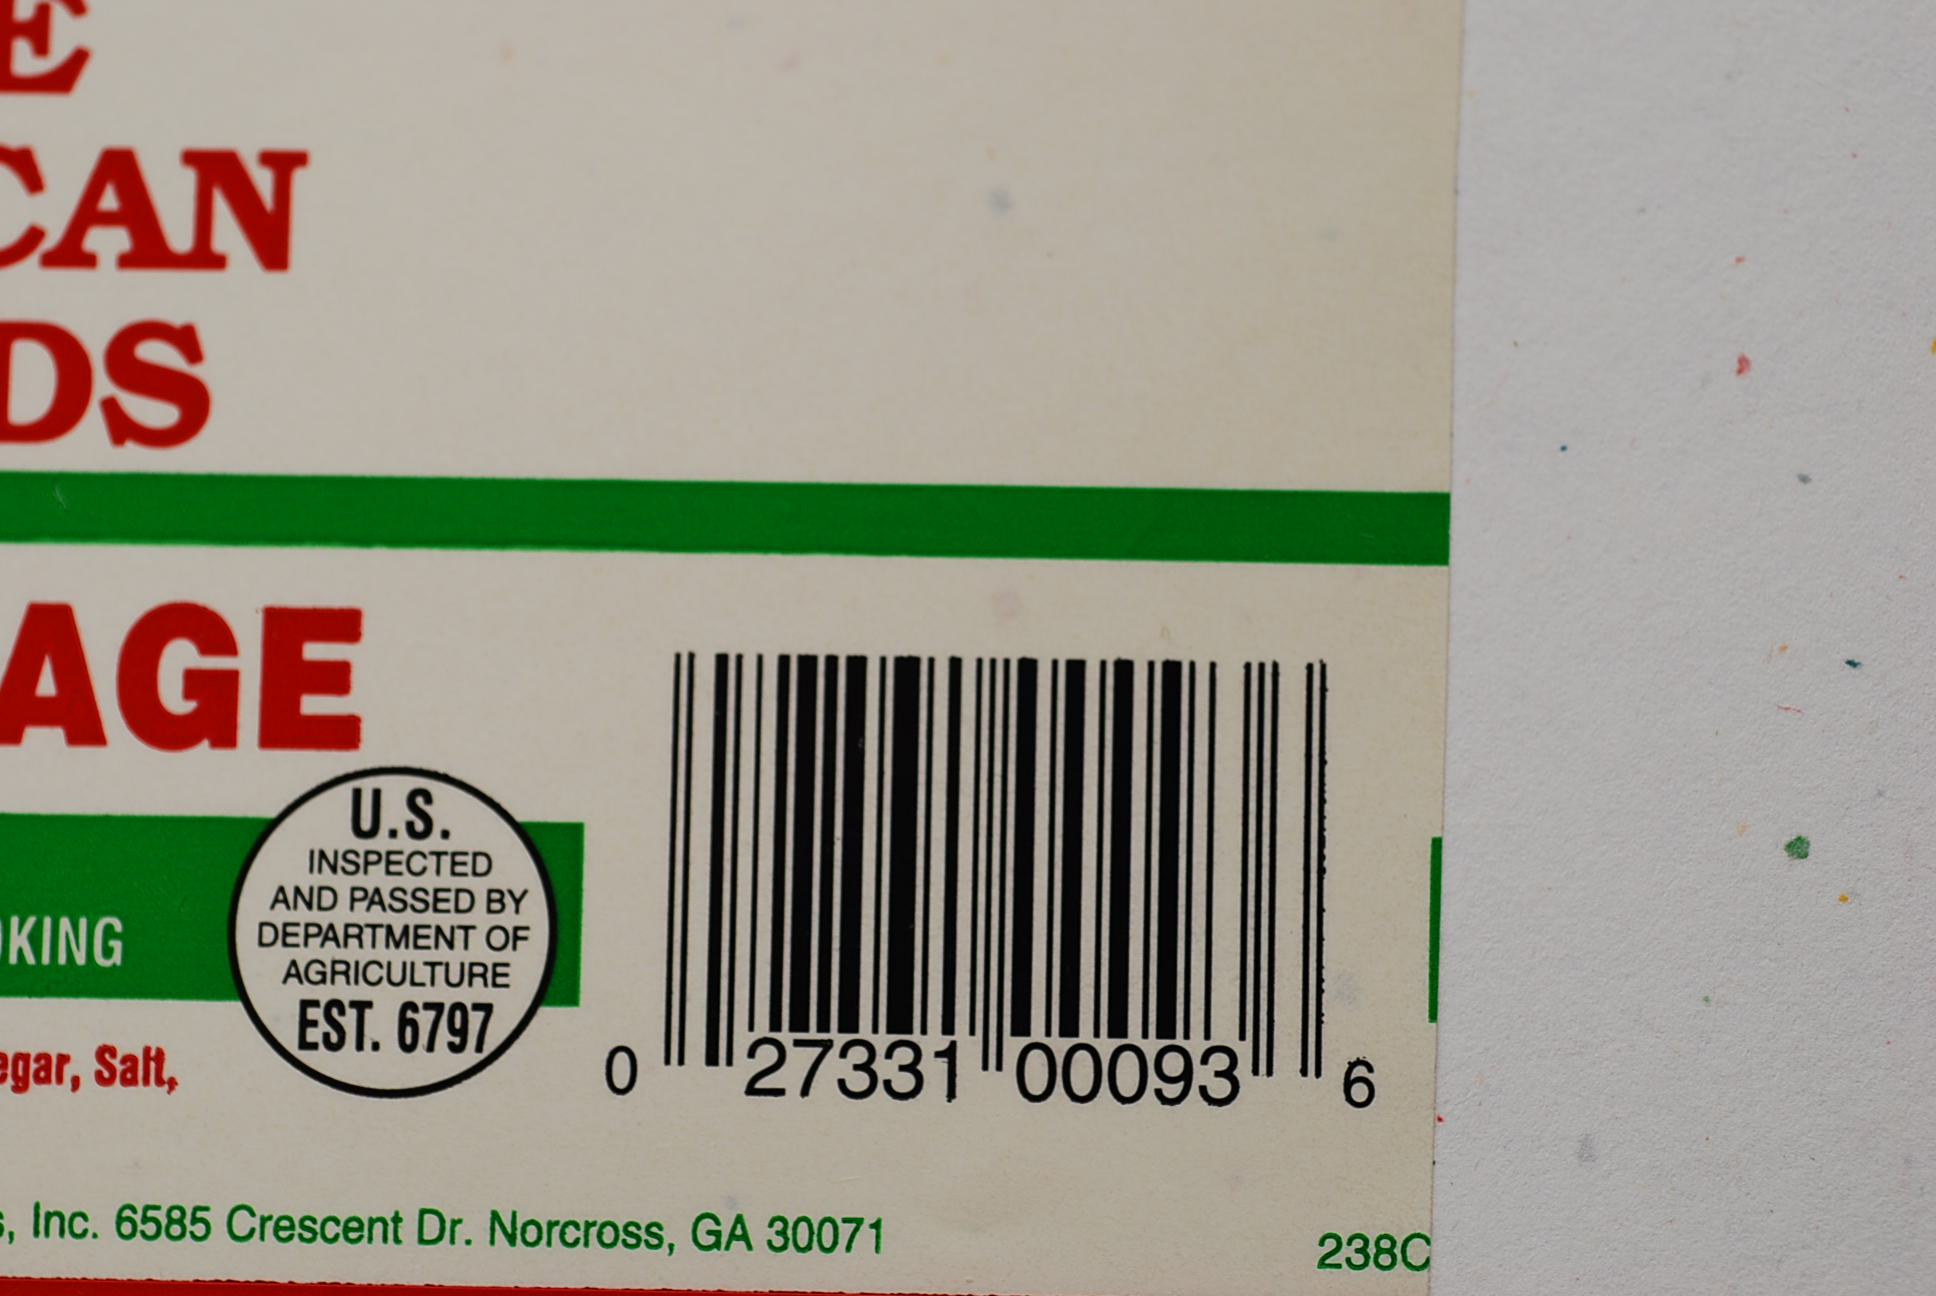 E
CAN
DS
AGE
U.S.
INSPECTED
AND PASSED BY
DEPARTMENT OF
AGRICULTURE
EST. 6797
OKING
egar, Salt,
0 27331 00093 6
s, Inc. 6585 Crescent Dr. Norcross, GA 30071
238C